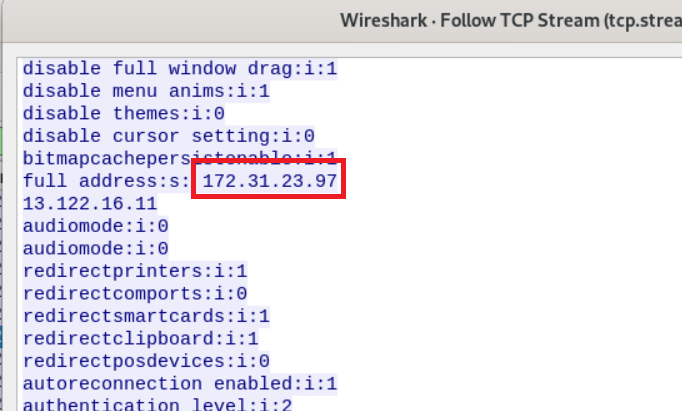 Wireshark · Follow TCP Stream (tcp.strea
disable full window drag:i:1
disable menu anims:i:1
disable themes:i:0
disable cursor setting:i:0
bitmapcachepersistenable:i:1
full address:s: 172.31.23.97
13.122.16.11
audiomode:i:0
audiomode:i:0
redirectprinters:i:1
redirectcomports:i:0
redirectsmartcards:i:1
redirectclipboard:i:1
redirectposdevices:i:0
autoreconnection enabled:i:1
authentication level:i:2